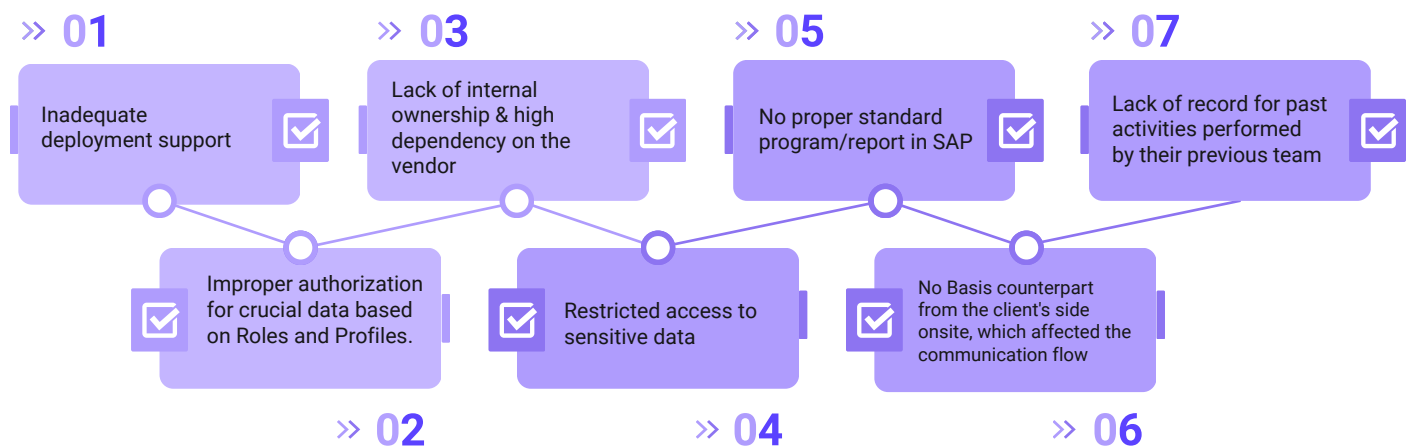 01
Inadequate
deployment support
02
Improper authorization
for crucial data based
on Roles and Profiles.
03
Lack of internal
ownership & high
dependency on the
vendor
04
Restricted access to
sensitive data
05
No proper standard
program/report in SAP
06
No Basis counterpart
from the client's side
onsite, which affected the
communication flow
07
Lack of record for past
activities performed
by their previous team